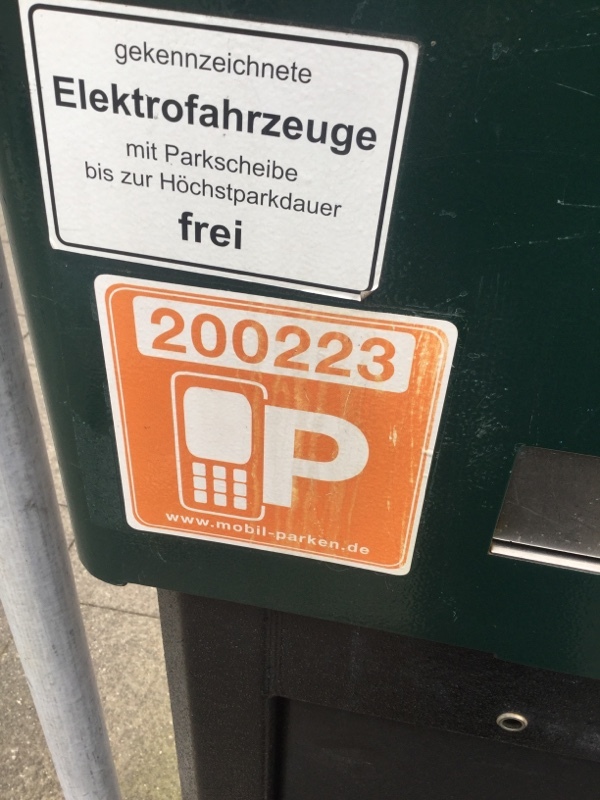 gekennzeichnete
Elektrofahrzeuge
mit Parkscheibe
bis zur Höchstparkdauer
frei
200223
P
www.mobil-parken.de